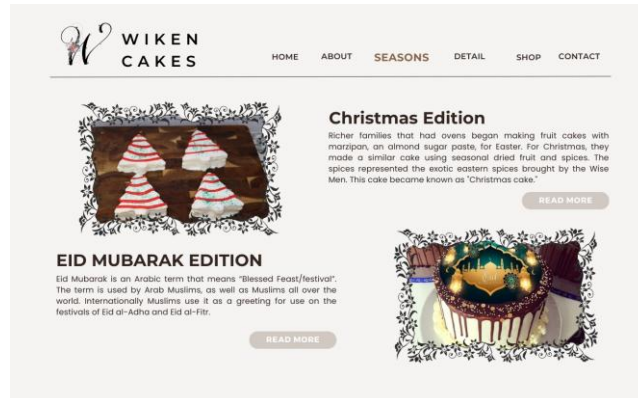 W WIKEN
CAKES
HOME ABOUT SEASONS DETAIL SHOP CONTACT
Christmas Edition
Richer families that had ovens began making fruit cakes with
marzipan, an almond sugar paste, for Easter. For Christmas, they
made a similar cake using seasonal dried fruit and spices. The
spices represented the exotic eastern spices brought by the Wise
Men. This cake became known as "Christmas cake."
READ MORE
EID MUBARAK EDITION
Eid Mubarak is an Arabic term that means “Blessed Feast/festival”.
The term is used by Arab Muslims, as well as Muslims all over the
world. Internationally Muslims use it as a greeting for use on the
festivals of Eid al-Adha and Eid al-Fitr.
READ MORE